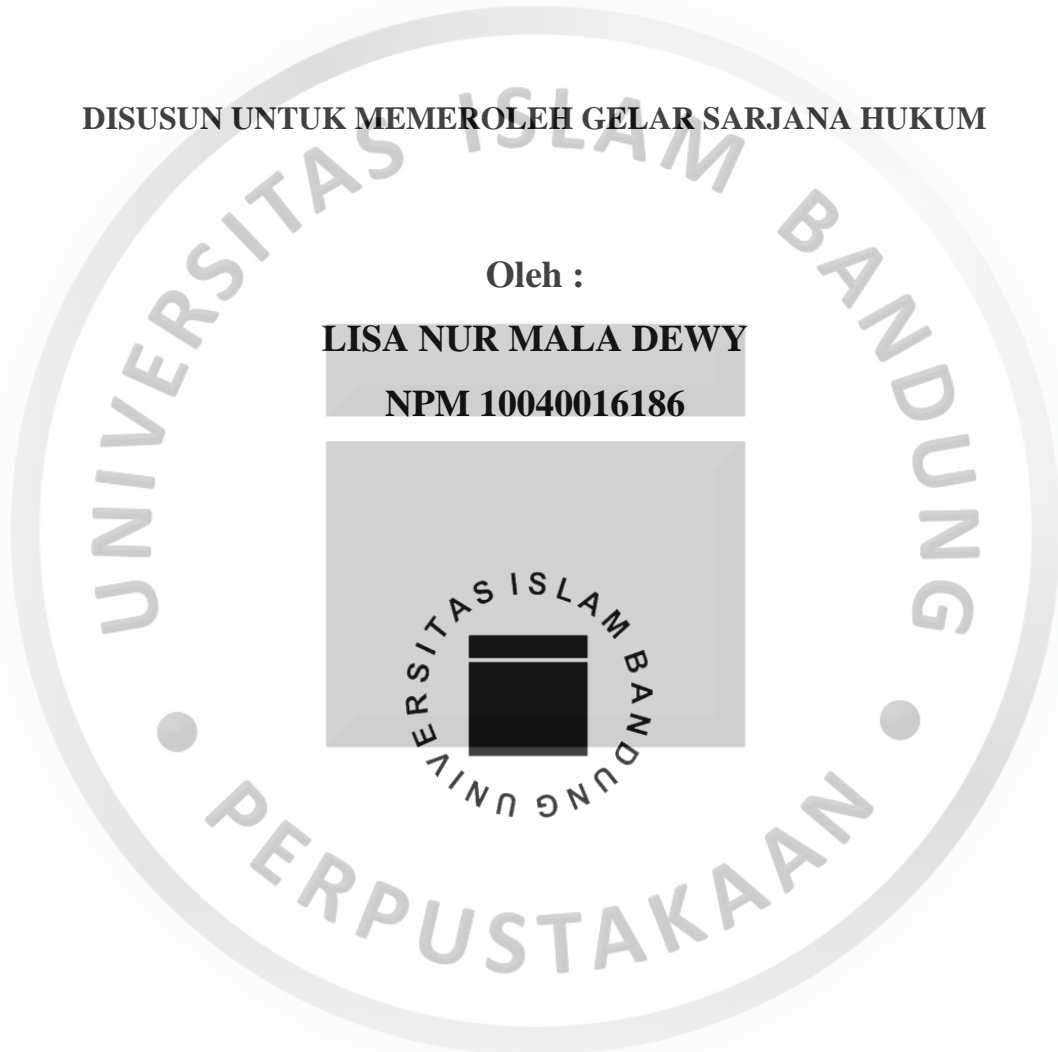 DISUSUN UNTUK MEMEROLEH GELAR SARJANA HUKUM
Oleh :
LISA NUR MALA DEWY
NPM 10040016186
UNIVERSITAS ISLAM BANDUNG
UNIVERSITAS ISLAM BANDUNG
PERPUSTAKAAN